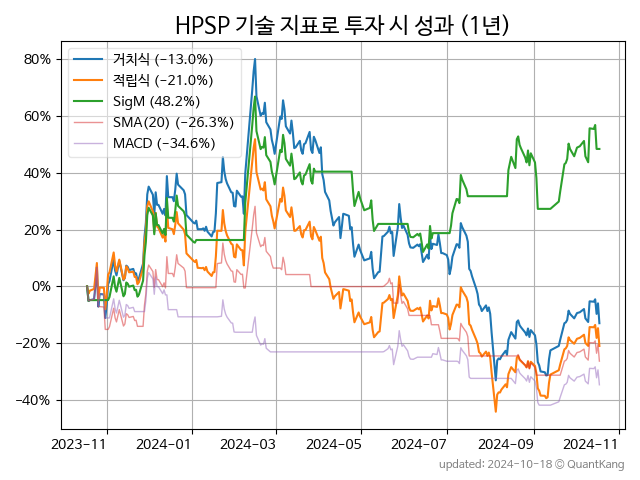 HPSP 기술 지표로 투자 시 성과 (1년)
거치식 (−13.0%)
적립식 (−21.0%)
SigM (48.2%)
SMA(20) (−26.3%)
MACD (−34.6%)
80%
60%
40%
20%
0%
−20%
−40%
2023-11 2024-01 2024-03 2024-05 2024-07 2024-09 2024-11
updated: 2024-10-18 © QuantKang